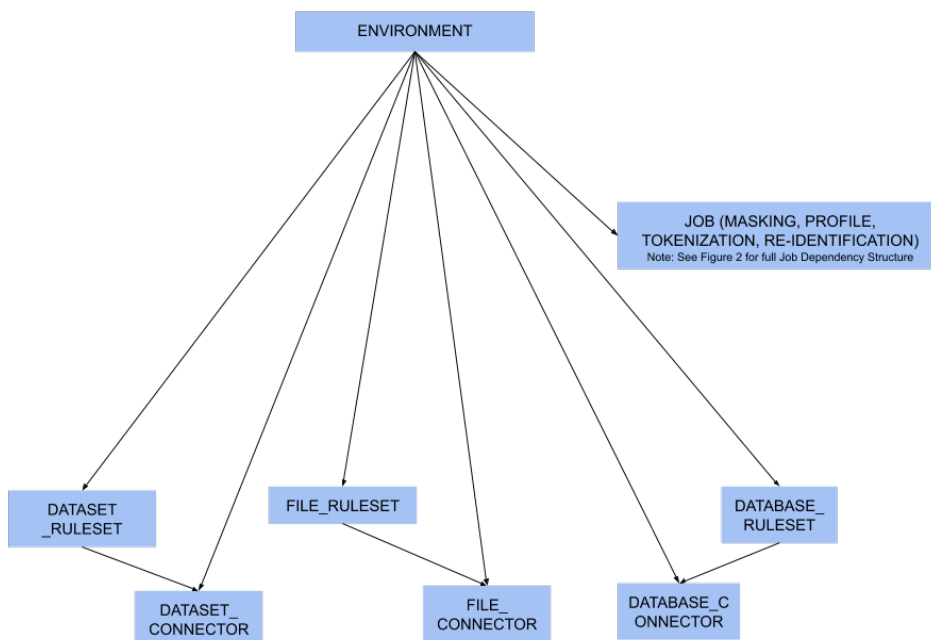 ENVIRONMENT
JOB (MASKING, PROFILE,
TOKENIZATION, RE-IDENTIFICATION)
Note: See Figure 2 for full Job Dependency Structure
DATASET
_RULESET
FILE_RULESET
DATABASE_
RULESET
DATASET_
CONNECTOR
FILE_
CONNECTOR
DATABASE_C
ONNECTOR